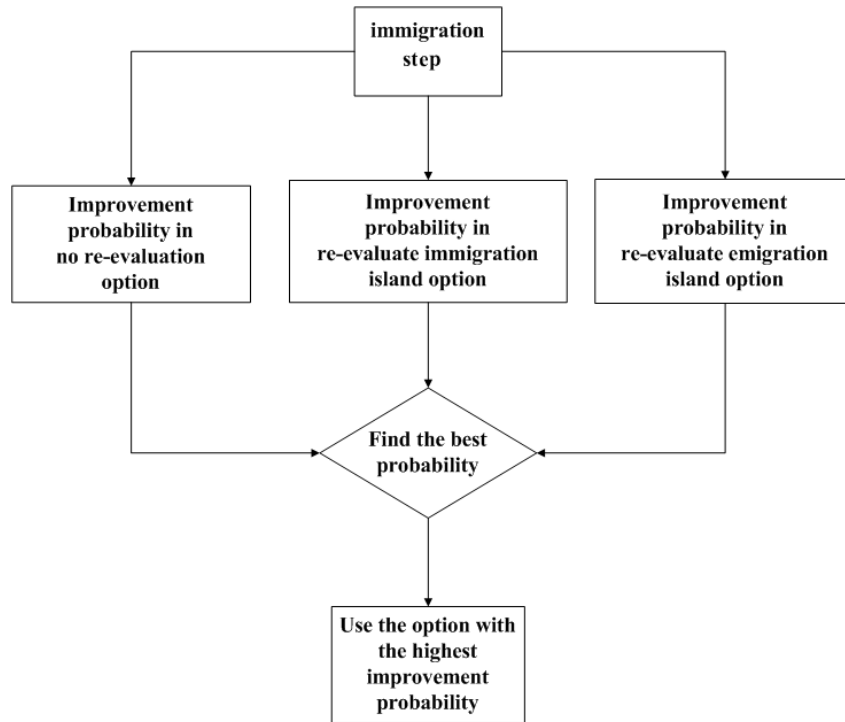 immigration
step
Improvement
probability in
no re-evaluation
option
Improvement
probability in
re-evaluate immigration
island option
Improvement
probability in
re-evaluate emigration
island option
Find the best
probability
Use the option with
the highest
improvement
probability